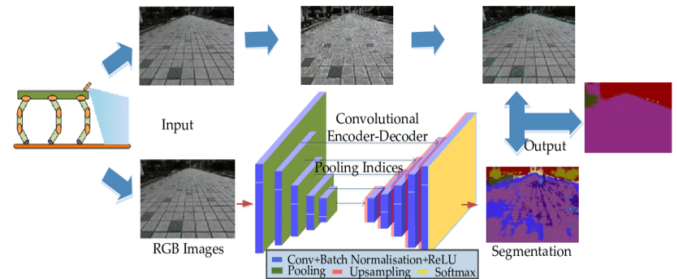 Input
Convolutional
Encoder-Decoder
Pooling Indices
Output
RGB Images
Segmentation
Conv+Batch Normalisation+ReLU
Pooling Upsampling Softmax